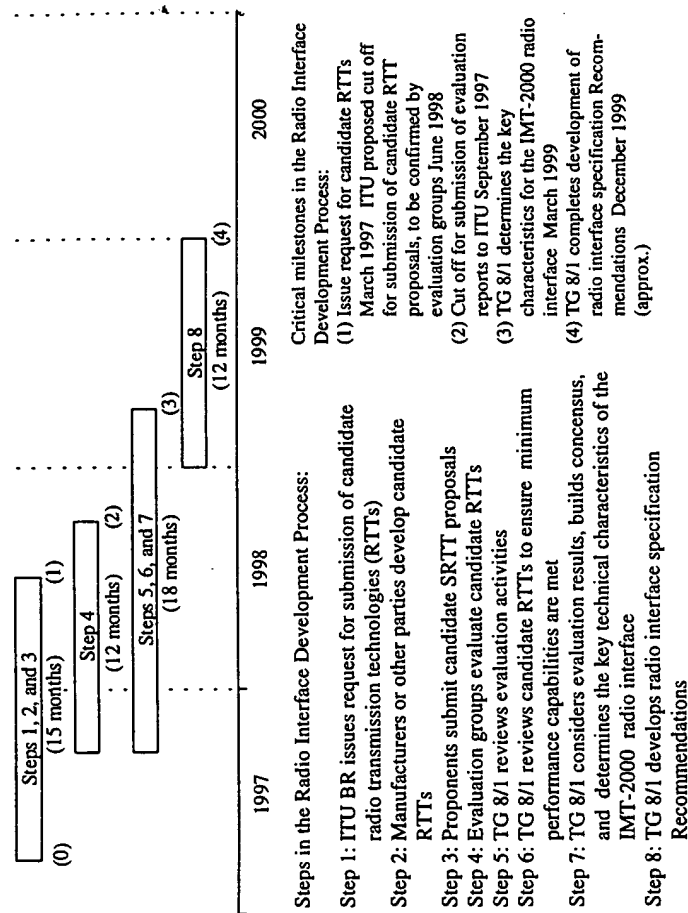 Steps 1, 2, and 3
(0)
(15 months)
(1)
Step 4
(12 months)
(2)
Steps 5, 6, and 7
(18 months)
(3)
Step 8
(12 months)
(4)
1997
1998
1999
2000
Steps in the Radio Interface Development Process:
Step 1: ITU BR issues request for submission of candidate
radio transmission technologies (RTTs)
Step 2: Manufacturers or other parties develop candidate
RTTs
Step 3: Proponents submit candidate SRTT proposals
Step 4: Evaluation groups evaluate candidate RTTs
Step 5: TG 8/1 reviews evaluation activities
Step 6: TG 8/1 reviews candidate RTTs to ensure minimum
performance capabilities are met
Step 7: TG 8/1 considers evaluation results, builds concensus,
and determines the key technical characteristics of the
IMT-2000 radio interface
Step 8: TG 8/1 develops radio interface specification
Recommendations
Critical milestones in the Radio Interface
Development Process:
(1) Issue request for candidate RTTs
March 1997 ITU proposed cut off
for submission of candidate RTT
proposals, to be confirmed by
evaluation groups June 1998
(2) Cut off for submission of evaluation
reports to ITU September 1997
(3) TG 8/1 determines the key
characteristics for the IMT-2000 radio
interface March 1999
(4) TG 8/1 completes development of
radio interface specification Recom-
mendations December 1999
(approx.)